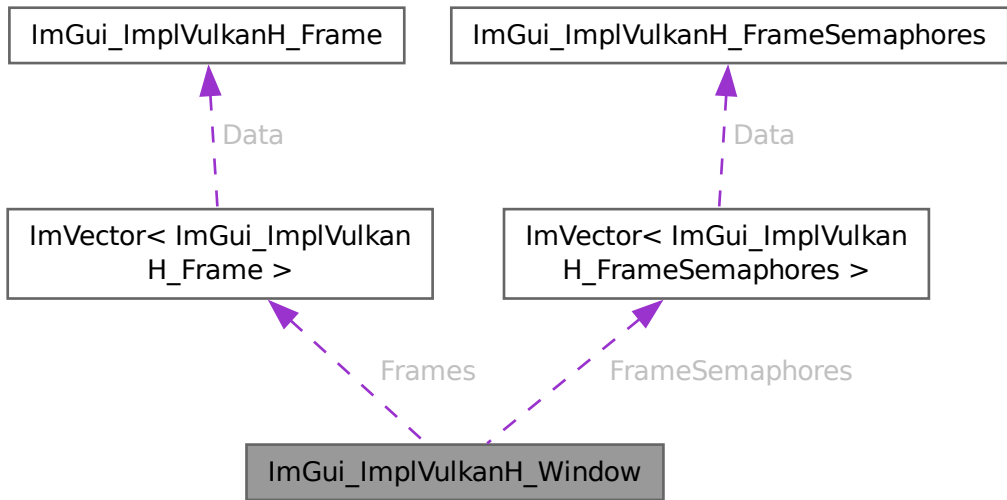 ImGui_ImplVulkanH_Frame
ImGui_ImplVulkanH_FrameSemaphores
Data
Data
ImVector< ImGui_ImplVulkan
H_Frame >
ImVector< ImGui_ImplVulkan
H_FrameSemaphores >
Frames
FrameSemaphores
ImGui_ImplVulkanH_Window